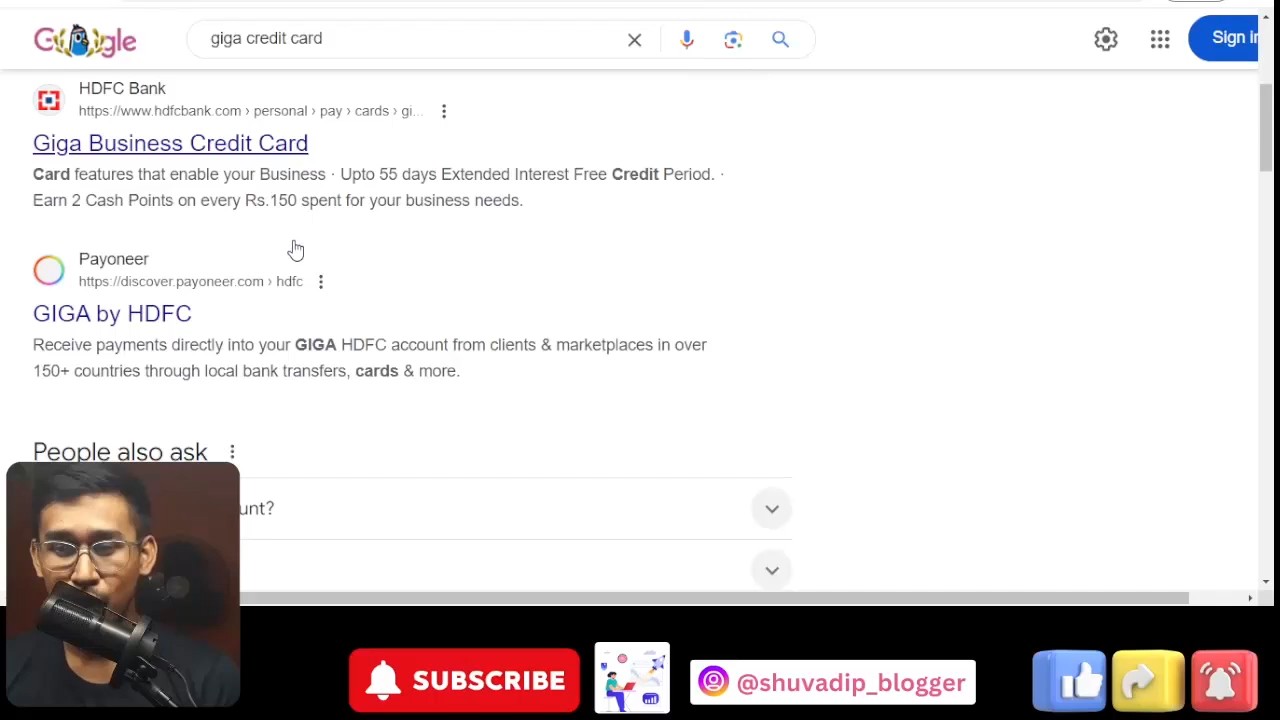 Google
giga credit card
Sign in
HDFC Bank
https://www.hdfcbank.com › personal › pay › cards › gi...
Giga Business Credit Card
Card features that enable your Business · Upto 55 days Extended Interest Free Credit Period. ·
Earn 2 Cash Points on every Rs.150 spent for your business needs.
Payoneer
https://discover.payoneer.com › hdfc
GIGA by HDFC
Receive payments directly into your GIGA HDFC account from clients & marketplaces in over
150+ countries through local bank transfers, cards & more.
People also ask
unt?
SUBSCRIBE
@shuvadip_blogger